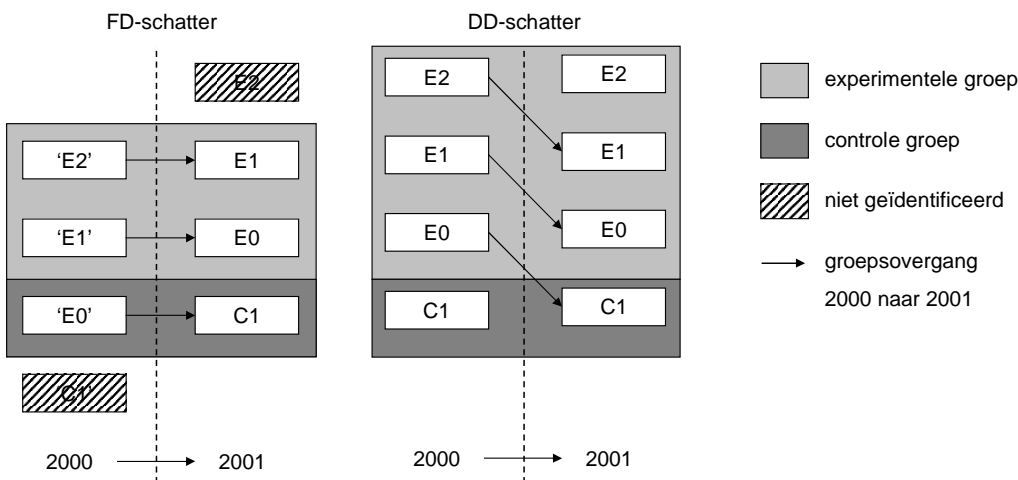 FD-schatter
DD-schatter
E2
‘E2’
E1
‘E1’
E0
‘E0’
C1
‘C1’
2000
2001
E2
E2
E1
E1
E0
E0
C1
C1
2000
2001
experimentele groep
controle groep
niet geïdentificeerd
groepsovergang
2000 naar 2001